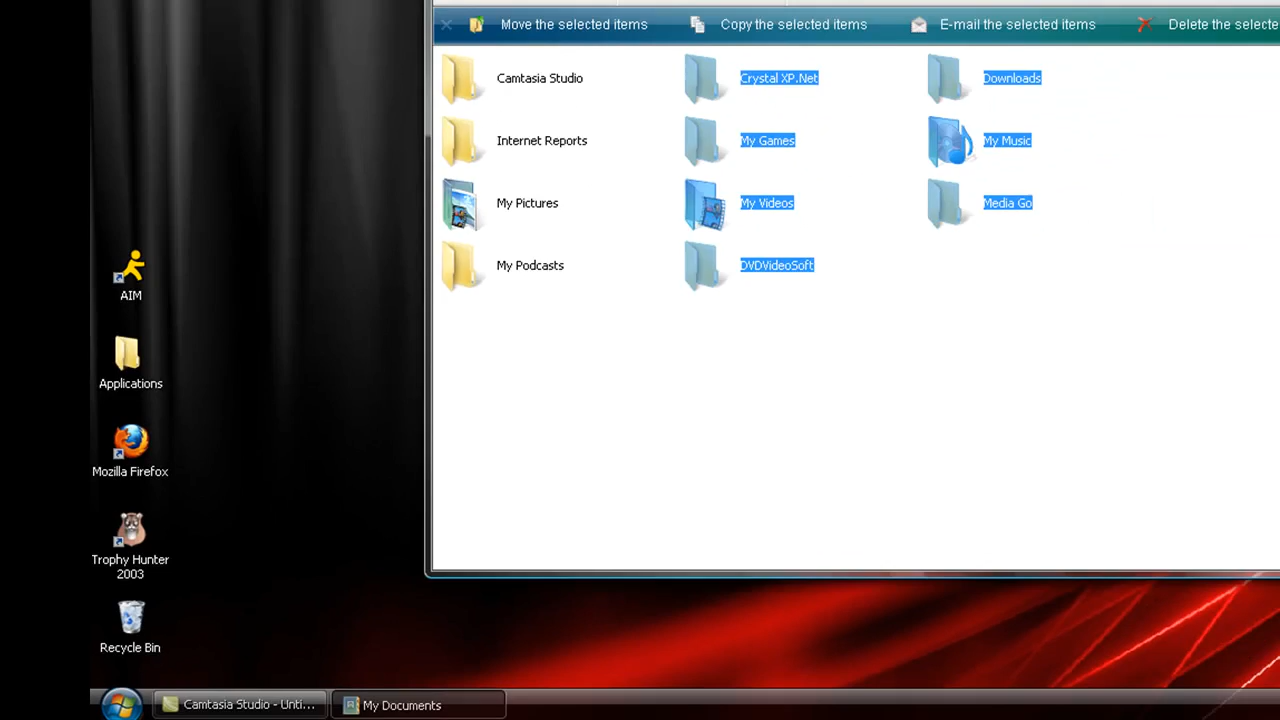 Move the selected items
Copy the selected items
E-mail the selected items
Delete the selecte
Camtasia Studio
Crystal XP.Net
Downloads
Internet Reports
My Games
My Music
My Pictures
My Videos
Media Go
My Podcasts
DVDVideoSoft
AIM
Applications
Mozilla Firefox
Trophy Hunter
2003
Recycle Bin
Camtasia Studio - Unti...
My Documents